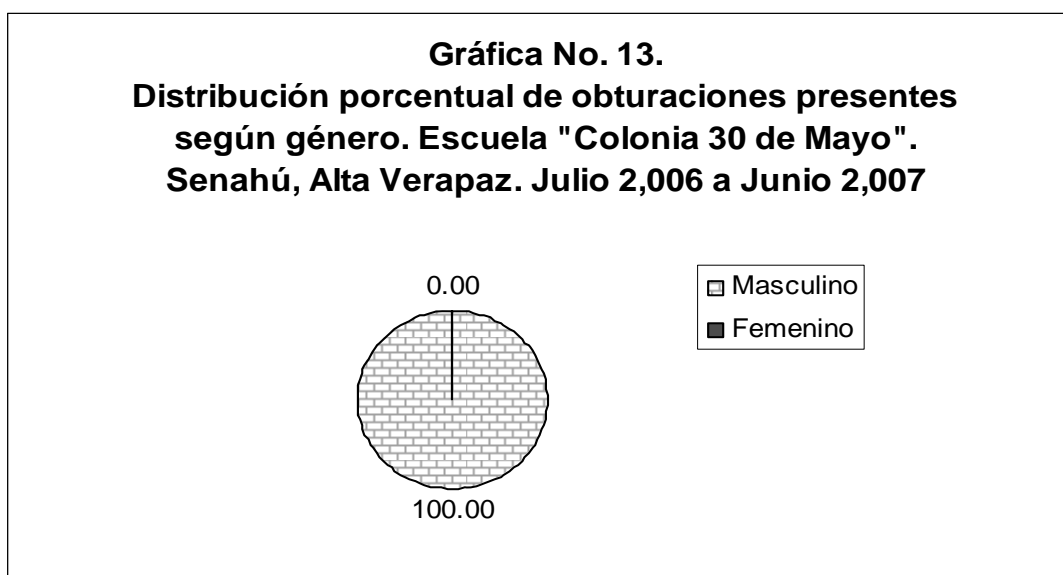 Gráfica No. 13.
Distribución porcentual de obturaciones presentes
según género. Escuela "Colonia 30 de Mayo".
Senahú, Alta Verapaz. Julio 2,006 a Junio 2,007
0.00
Masculino
Femenino
100.00